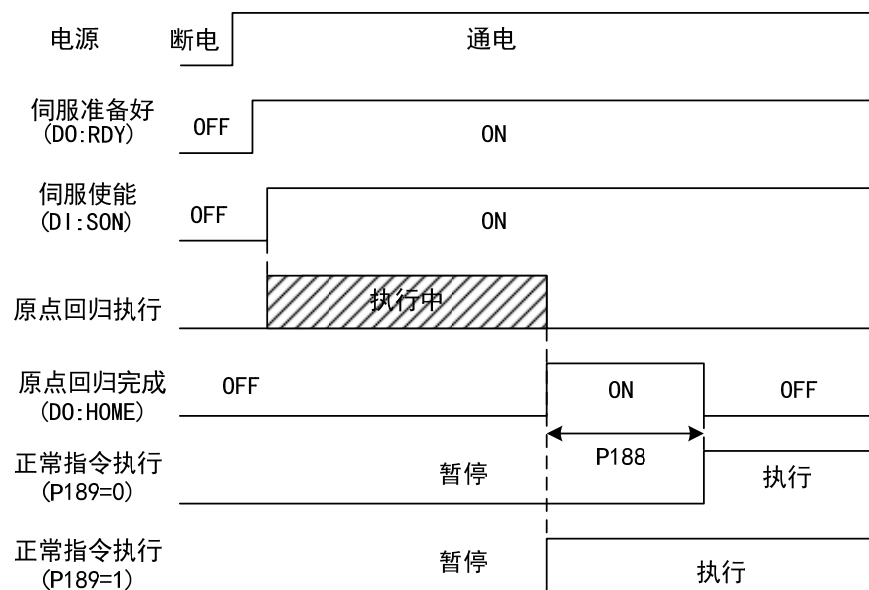 电源 断电 通电
伺服准备好
(DO:RDY)
OFF ON
伺服使能
(DI:SON)
OFF ON
原点回归执行 执行中
原点回归完成
(DO:HOME)
OFF ON OFF
P188
正常指令执行
(P189=0)
暂停 执行
正常指令执行
(P189=1)
暂停 执行